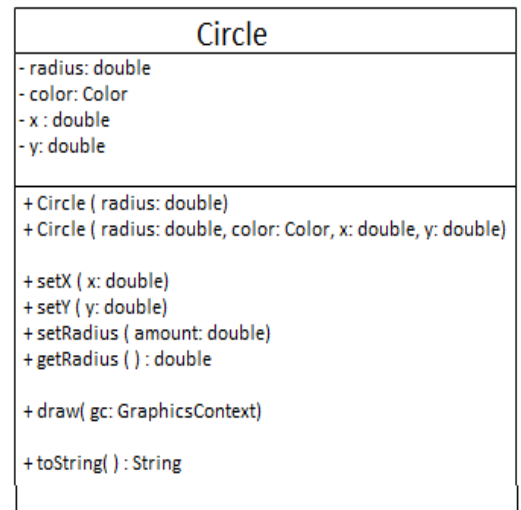 Circle
- radius: double
- color: Color
- x : double
- y: double
+ Circle ( radius: double)
+ Circle ( radius: double, color: Color, x: double, y: double)
+ setX ( x: double)
+ setY ( y: double)
+ setRadius ( amount: double)
+ getRadius ( ) : double
+ draw( gc: GraphicsContext)
+ toString( ) : String